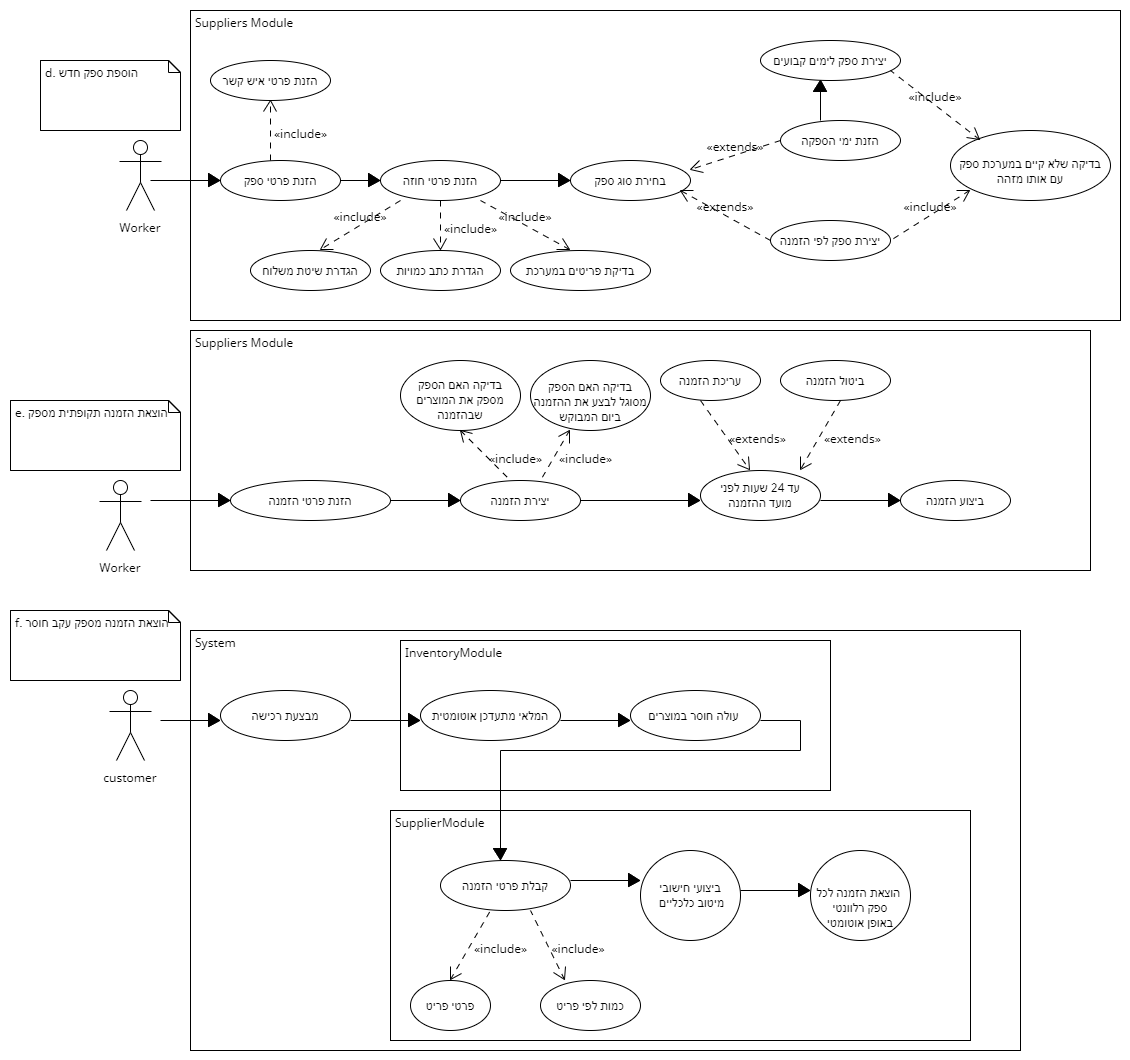 Suppliers Module
d. הוספת ספק חדש
הזנת פרטי איש קשר
יצירת ספק לימים קבועים
«include»
«include»
הזנת ימי הספקה
«extends»
בדיקה שלא קיים במערכת ספק
עם אותו מזהה
Worker
הזנת פרטי ספק
הזנת פרטי חוזה
בחירת סוג ספק
«include»
«include»
«include»
«extends»
«include»
יצירת ספק לפי הזמנה
הגדרת שיטת משלוח
הגדרת כתב כמויות
בדיקת פריטים במערכת
Suppliers Module
e. הוצאת הזמנה תקופתית מספק
בדיקה האם הספק
מספק את המוצרים
שבהזמנה
בדיקה האם הספק
מסוגל לבצע את ההזמנה
ביום המבוקש
עריכת הזמנה
ביטול הזמנה
«include»
«include»
«extends»
«extends»
הזנת פרטי הזמנה
יצירת הזמנה
עד 24 שעות לפני
מועד ההזמנה
ביצוע הזמנה
Worker
f. הוצאת הזמנה מספק עקב חוסר
System
InventoryModule
מבצעת רכישה
המלאי מתעדכן אוטומטית
עולה חוסר במוצרים
customer
SupplierModule
קבלת פרטי הזמנה
ביצועי חישובי
מיטוב כלכליים
הוצאת הזמנה לכל
ספק רלוונטי
באופן אוטומטי
«include»
«include»
פרטי פריט
כמות לפי פריט